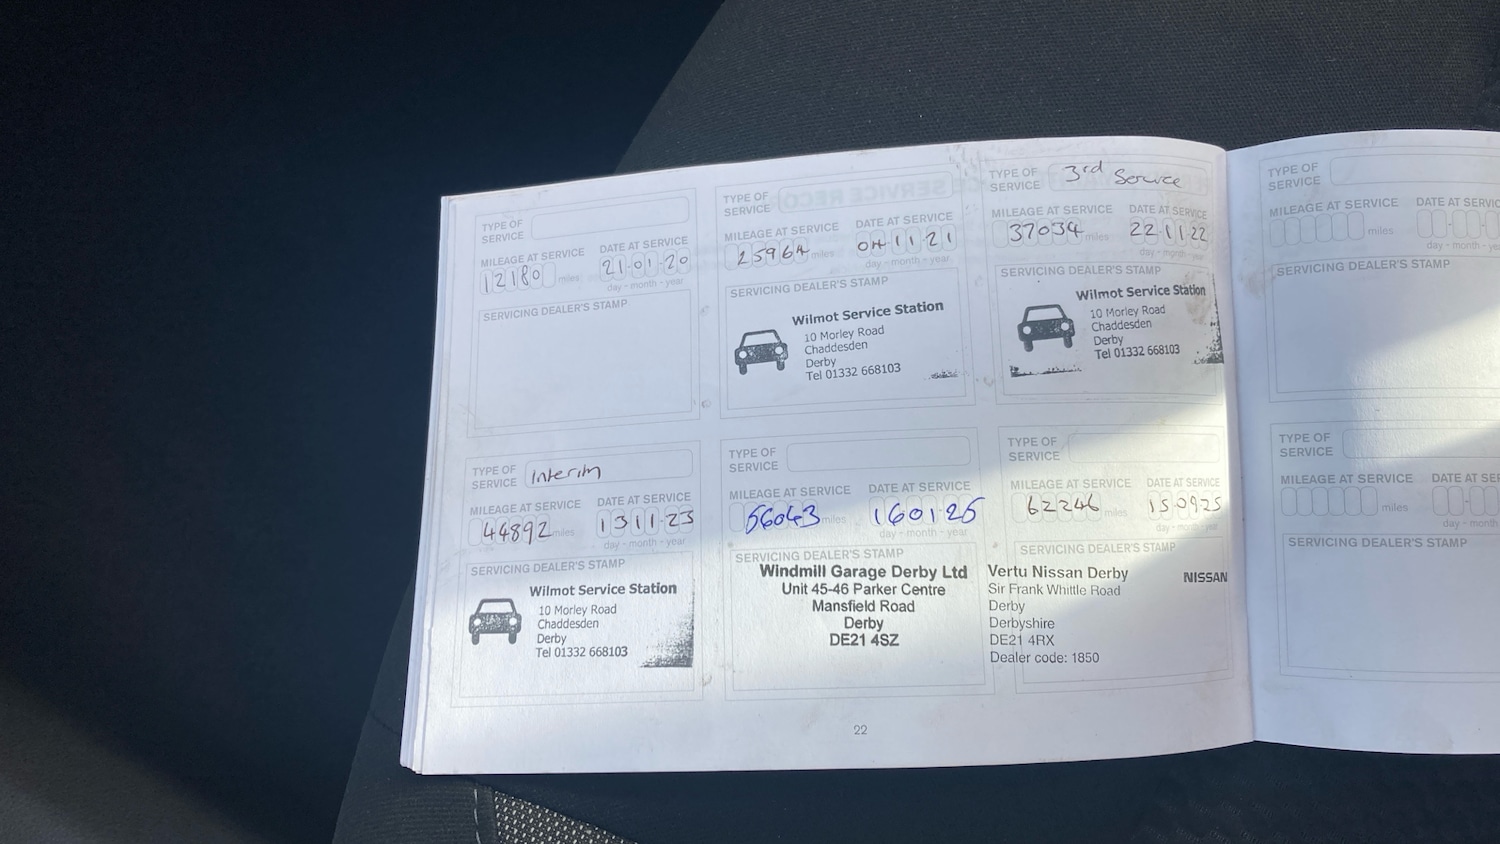 TYPE OF
SERVICE
MILEAGE AT SERVICE DATE AT SERVICE
12180 miles 21-01-20
day - month - year
SERVICING DEALER'S STAMP
TYPE OF
SERVICE
MILEAGE AT SERVICE DATE AT SERVICE
25964 miles 04-11-21
day - month - year
SERVICING DEALER'S STAMP
Wilmot Service Station
10 Morley Road
Chaddesden
Derby
Tel 01332 668103
TYPE OF
SERVICE 3rd Service
MILEAGE AT SERVICE DATE AT SERVICE
37034 miles 22-11-22
day - month - year
SERVICING DEALER'S STAMP
Wilmot Service Station
10 Morley Road
Chaddesden
Derby
Tel 01332 668103
TYPE OF
SERVICE Interim
MILEAGE AT SERVICE DATE AT SERVICE
44892 miles 13-11-23
day - month - year
SERVICING DEALER'S STAMP
Wilmot Service Station
10 Morley Road
Chaddesden
Derby
Tel 01332 668103
TYPE OF
SERVICE
MILEAGE AT SERVICE DATE AT SERVICE
56043 miles 16-01-25
day - month - year
SERVICING DEALER'S STAMP
Windmill Garage Derby Ltd
Unit 45-46 Parker Centre
Mansfield Road
Derby
DE21 4SZ
TYPE OF
SERVICE
MILEAGE AT SERVICE DATE AT SERVICE
62246 miles 15-09-25
day - month - year
SERVICING DEALER'S STAMP
Vertu Nissan Derby NISSAN
Sir Frank Whittle Road
Derby
Derbyshire
DE21 4RX
Dealer code: 1850
22
TYPE OF
SERVICE
MILEAGE AT SERVICE DATE AT SERV
miles
day - month - ye
SERVICING DEALER'S STAMP
TYPE OF
SERVICE
MILEAGE AT SERVICE DATE AT SE
miles
day - month
SERVICING DEALER'S STAMP